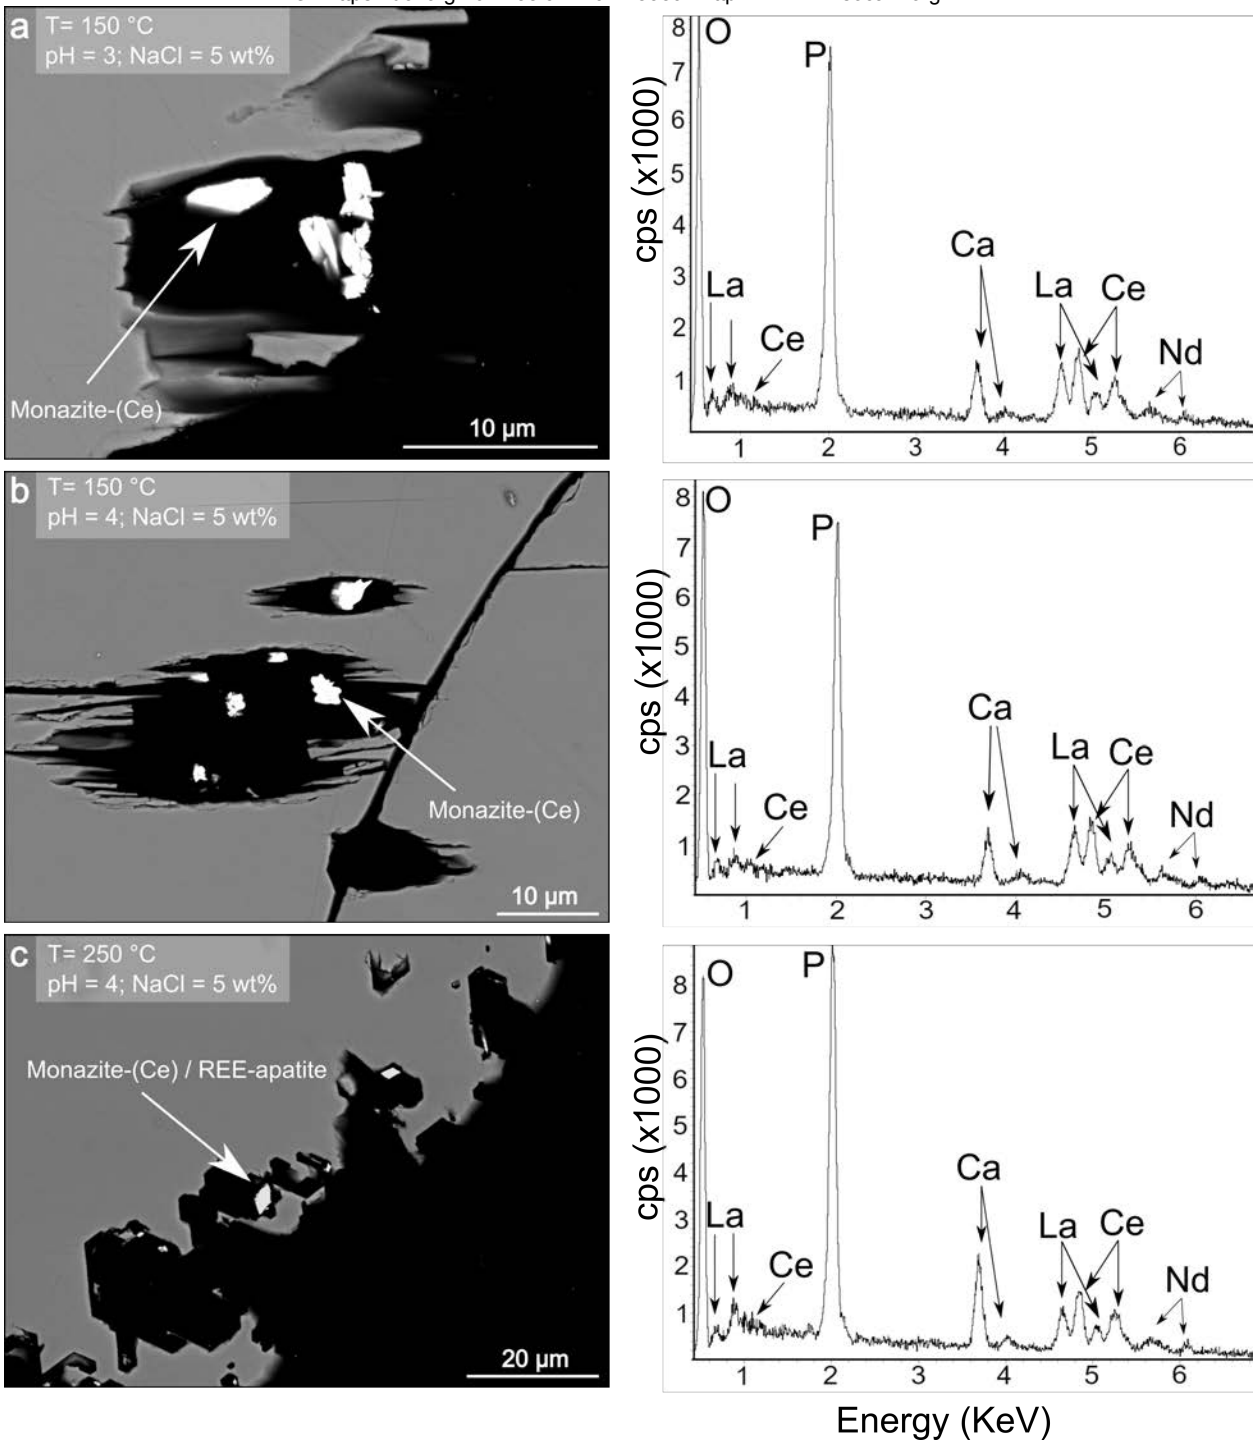 a
T= 150 °C
pH = 3; NaCl = 5 wt%
Monazite-(Ce)
10 µm
cps (x1000)
8
7
6
5
4
3
2
1
O
P
Ca
La
La
Ce
Ce
Nd
1 2 3 4 5 6
b
T= 150 °C
pH = 4; NaCl = 5 wt%
Monazite-(Ce)
10 µm
cps (x1000)
8
7
6
5
4
3
2
1
O
P
Ca
La
La
Ce
Ce
Nd
1 2 3 4 5 6
c
T= 250 °C
pH = 4; NaCl = 5 wt%
Monazite-(Ce) / REE-apatite
20 µm
cps (x1000)
8
7
6
5
4
3
2
1
O
P
Ca
La
La
Ce
Ce
Nd
1 2 3 4 5 6
Energy (KeV)